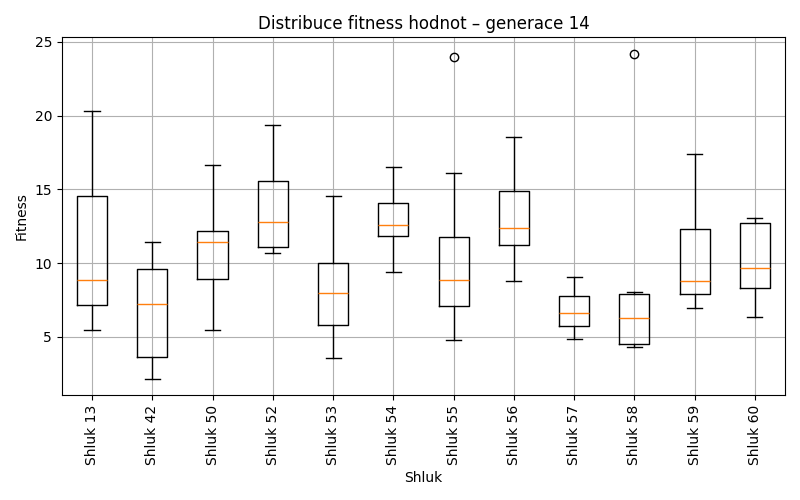 Distribuce fitness hodnot – generace 14
Fitness
25
20
15
10
5
Shluk 13
Shluk 42
Shluk 50
Shluk 52
Shluk 53
Shluk 54
Shluk 55
Shluk 56
Shluk 57
Shluk 58
Shluk 59
Shluk 60
Shluk